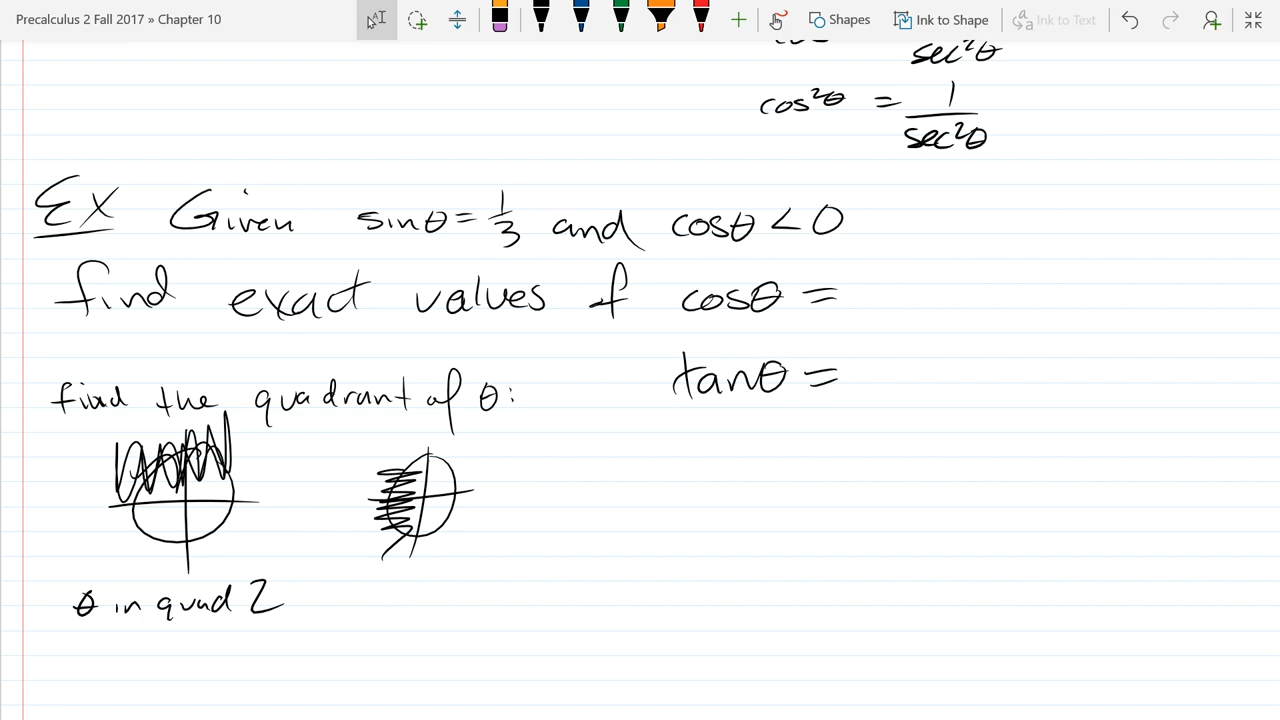 Precalculus 2 Fall 2017 » Chapter 10
Shapes
Ink to Shape
Ink to Text
sec²θ
cos²θ = 1/sec²θ
EX Given sinθ = 1/3 and cosθ < 0
find exact values of cosθ =
tanθ =
find the quadrant of θ:
θ in quad 2